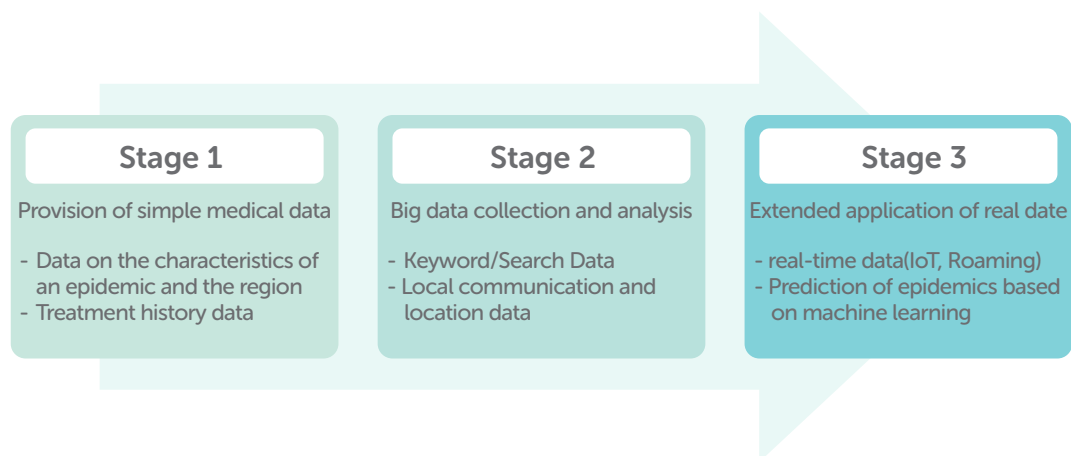 Stage 1
Provision of simple medical data
- Data on the characteristics of
an epidemic and the region
- Treatment history data
Stage 2
Big data collection and analysis
- Keyword/Search Data
- Local communication and
location data
Stage 3
Extended application of real date
- real-time data(IoT, Roaming)
- Prediction of epidemics based
on machine learning